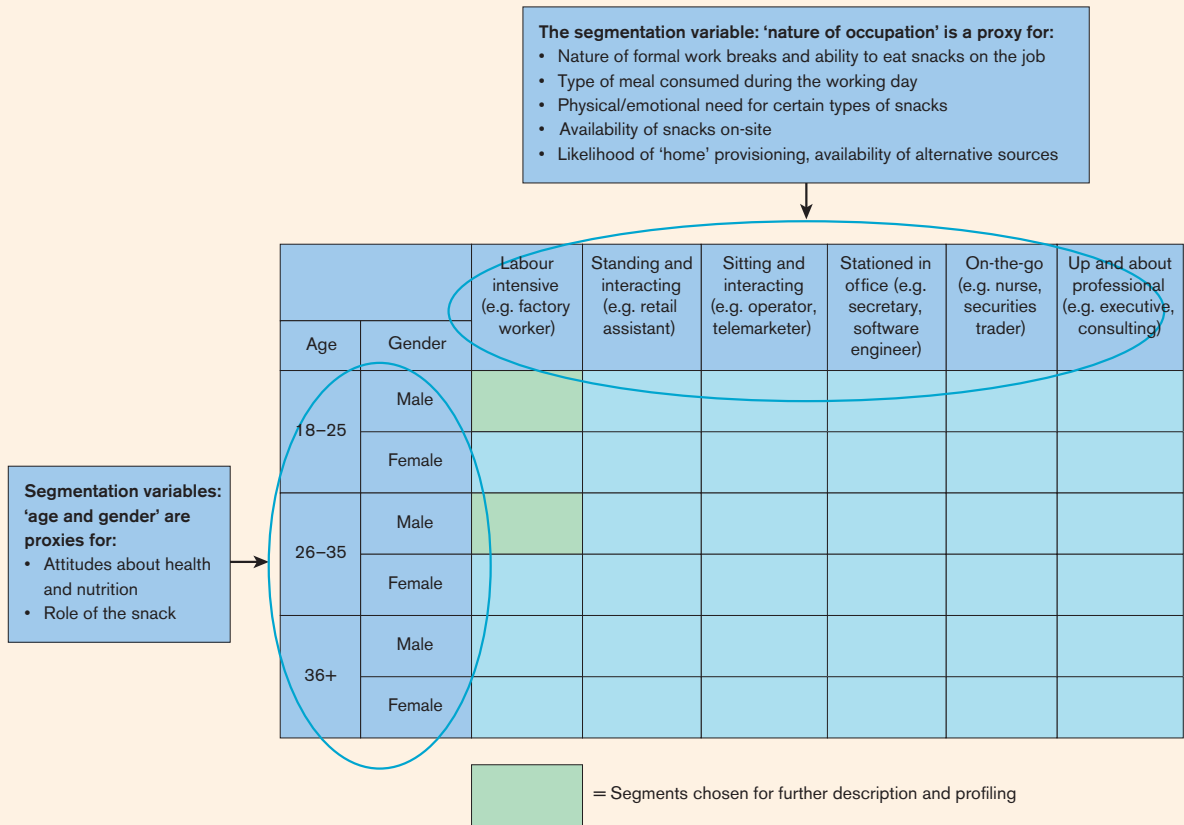 The segmentation variable: ‘nature of occupation’ is a proxy for:
• Nature of formal work breaks and ability to eat snacks on the job
• Type of meal consumed during the working day
• Physical/emotional need for certain types of snacks
• Availability of snacks on-site
• Likelihood of ‘home’ provisioning, availability of alternative sources
Labour
intensive
(e.g. factory
worker)
Standing and
interacting
(e.g. retail
assistant)
Sitting and
interacting
(e.g. operator,
telemarketer)
Stationed in
office (e.g.
secretary,
software
engineer)
On-the-go
(e.g. nurse,
securities
trader)
Up and about
professional
(e.g. executive,
consulting)
Age
Gender
18–25
Male
Female
26–35
Male
Female
36+
Male
Female
Segmentation variables:
‘age and gender’ are
proxies for:
• Attitudes about health
and nutrition
• Role of the snack
= Segments chosen for further description and profiling